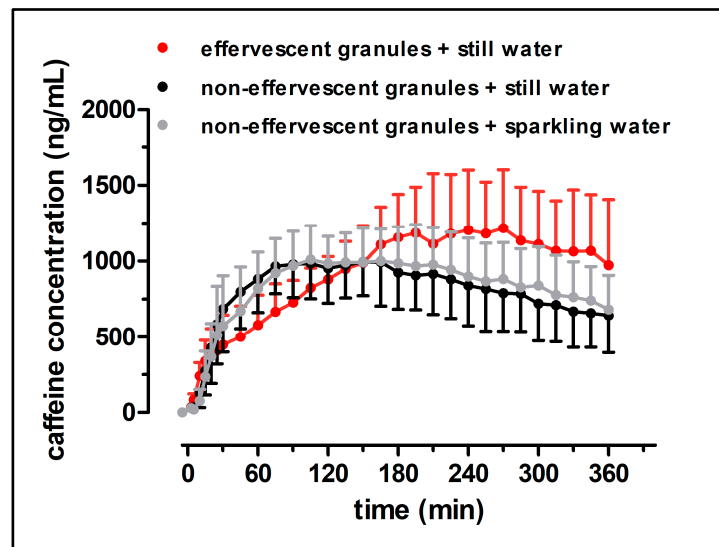 effervescent granules + still water
non-effervescent granules + still water
non-effervescent granules + sparkling water
caffeine concentration (ng/mL)
2000
1500
1000
500
0
0 60 120 180 240 300 360
time (min)